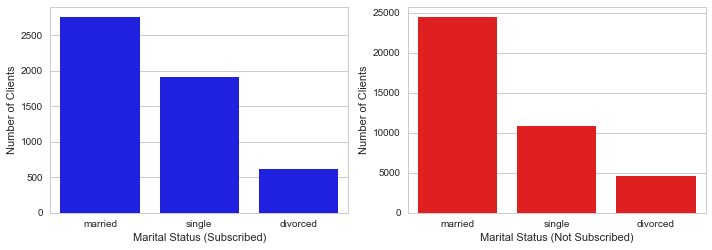 2500
2000
1500
1000
500
0
Number of Clients
married single divorced
Marital Status (Subscribed)
25000
20000
15000
10000
5000
0
Number of Clients
married single divorced
Marital Status (Not Subscribed)